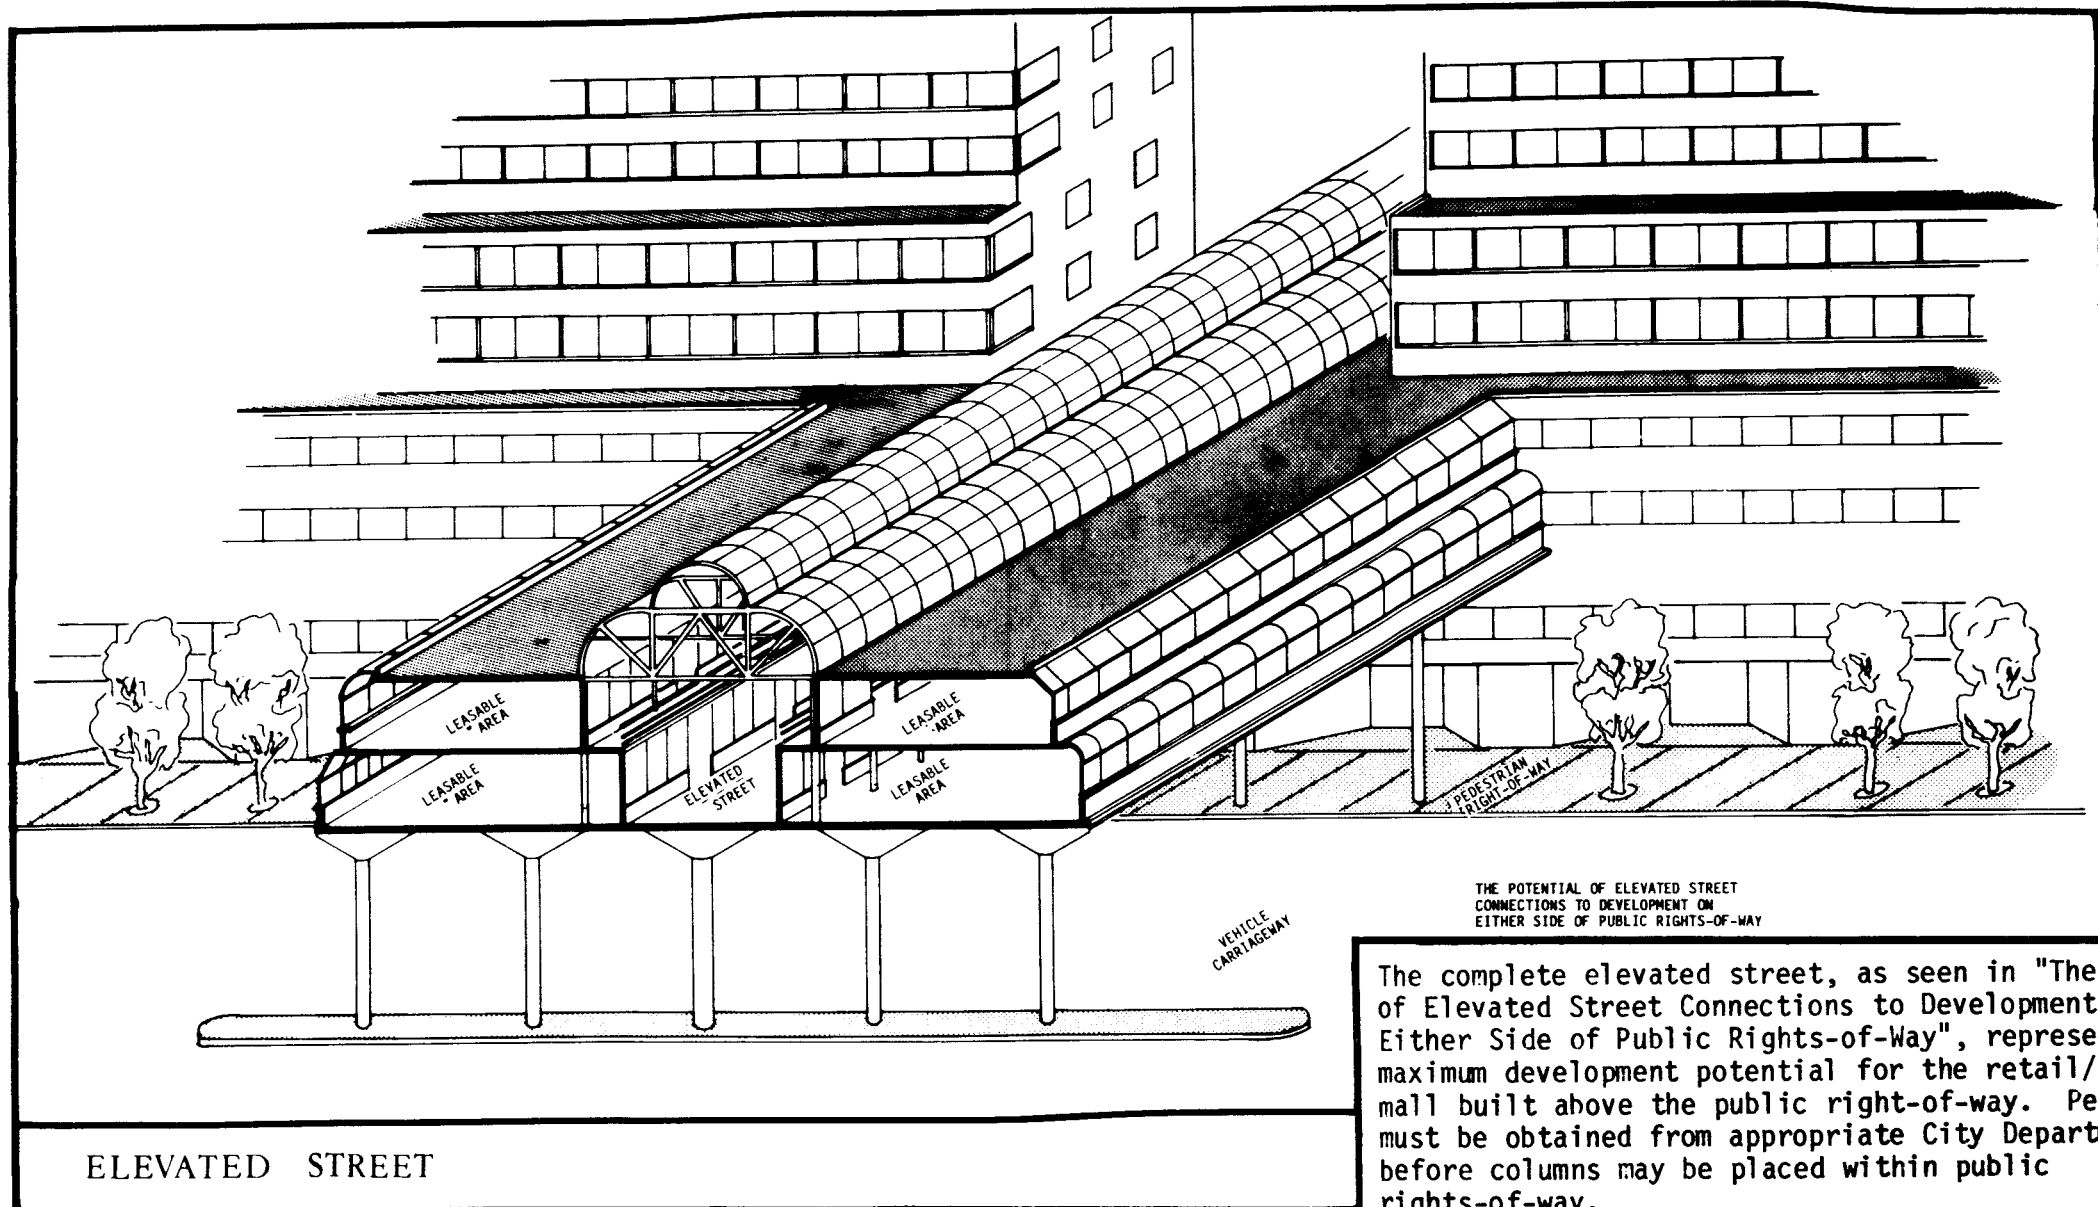 LEASABLE
AREA
LEASABLE
AREA
LEASABLE
AREA
LEASABLE
AREA
ELEVATED
STREET
PEDESTRIAN
RIGHT-OF-WAY
VEHICLE
CARRIAGEWAY
THE POTENTIAL OF ELEVATED STREET
CONNECTIONS TO DEVELOPMENT ON
EITHER SIDE OF PUBLIC RIGHTS-OF-WAY
The complete elevated street, as seen in "The
of Elevated Street Connections to Development
Either Side of Public Rights-of-Way", represe
maximum development potential for the retail/
mall built above the public right-of-way. Pe
must be obtained from appropriate City Depart
before columns may be placed within public
rights-of-way.
ELEVATED STREET